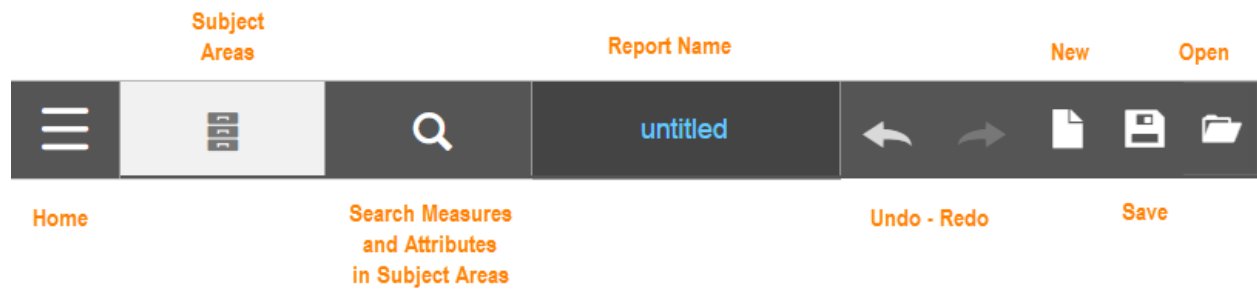 Subject
Areas
Report Name
New
Open
untitled
Home
Search Measures
and Attributes
in Subject Areas
Undo - Redo
Save